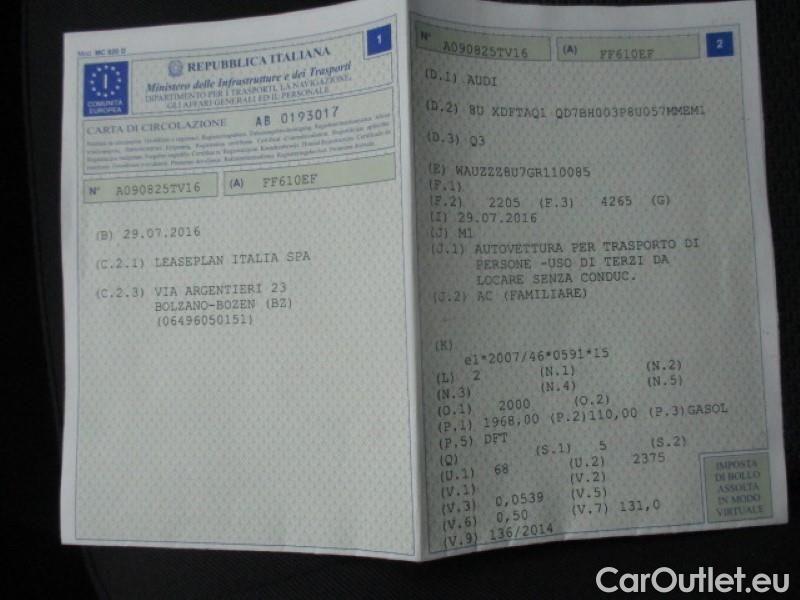 Mod. MC 820 D
1
REPUBBLICA ITALIANA
Ministero delle Infrastrutture e dei Trasporti
DIPARTIMENTO PER I TRASPORTI, LA NAVIGAZIONE,
GLI AFFARI GENERALI ED IL PERSONALE
I
COMUNITÀ
EUROPEA
CARTA DI CIRCOLAZIONE AB 0193017
N° A090825TV16 (A) FF610EF
(B) 29.07.2016
(C.2.1) LEASEPLAN ITALIA SPA
(C.2.3) VIA ARGENTIERI 23
BOLZANO-BOZEN (BZ)
(06496050151)
N° A090825TV16 (A) FF610EF
2
(D.1) AUDI
(D.2) 8U XDFTAQ1 QD7BH003P8U057MMEM1
(D.3) Q3
(E) WAUZZZ8U7GR110085
(F.1)
(F.2) 2205 (F.3) 4265 (G)
(I) 29.07.2016
(J) M1
(J.1) AUTOVETTURA PER TRASPORTO DI
PERSONE -USO DI TERZI DA
LOCARE SENZA CONDUC.
(J.2) AC (FAMILIARE)
(K)
e1*2007/46*0591*15
(L) 2 (N.1) (N.2)
(N.3) (N.4) (N.5)
(O.1) 2000 (O.2)
(P.1) 1968,00 (P.2)110,00 (P.3)GASOL
(P.5) DFT
(Q) (S.1) 5 (S.2)
(U.1) 68 (U.2) 2375
(V.1) (V.2)
(V.3) 0,0539 (V.5)
(V.6) 0,50 (V.7) 131,0
(V.9) 136/2014
IMPOSTA
DI BOLLO
ASSOLTA
IN MODO
VIRTUALE
CarOutlet.eu